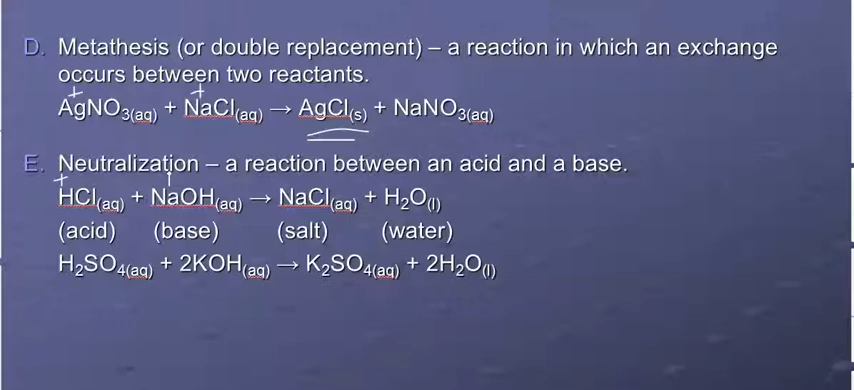 D. Metathesis (or double replacement) – a reaction in which an exchange
occurs between two reactants.
AgNO₃(aq) + NaCl(aq) → AgCl(s) + NaNO₃(aq)
E. Neutralization – a reaction between an acid and a base.
HCl(aq) + NaOH(aq) → NaCl(aq) + H₂O(l)
(acid) (base) (salt) (water)
H₂SO₄(aq) + 2KOH(aq) → K₂SO₄(aq) + 2H₂O(l)